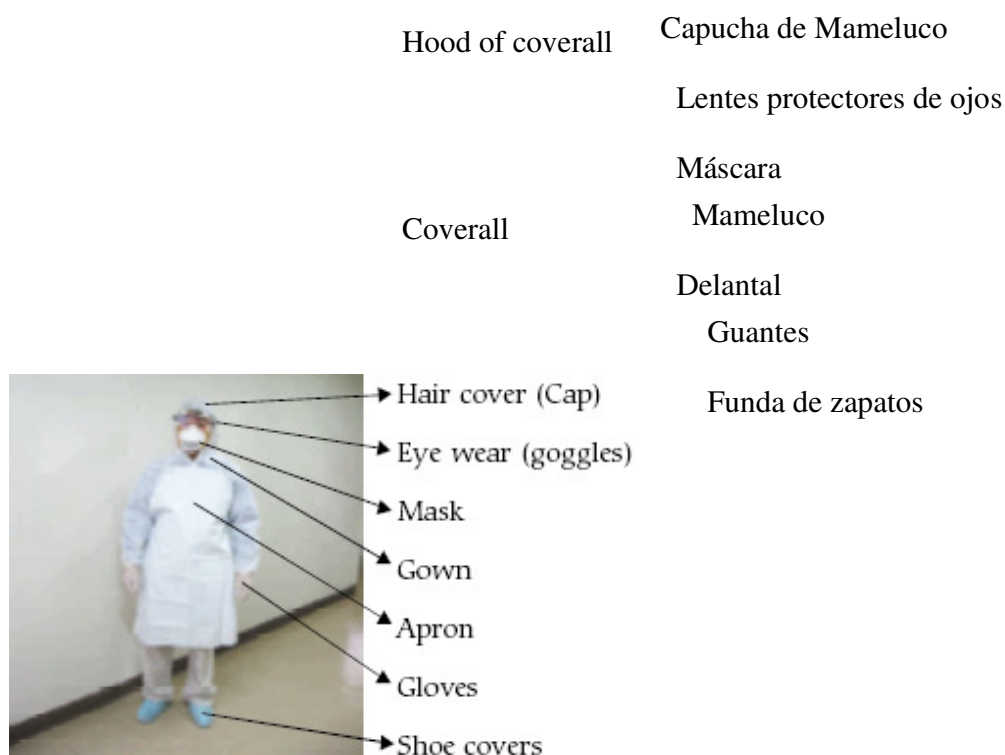 Hood of coverall
Capucha de Mameluco
Lentes protectores de ojos
Máscara
Mameluco
Coverall
Delantal
Guantes
Hair cover (Cap)
Funda de zapatos
Eye wear (goggles)
Mask
Gown
Apron
Gloves
Shoe covers